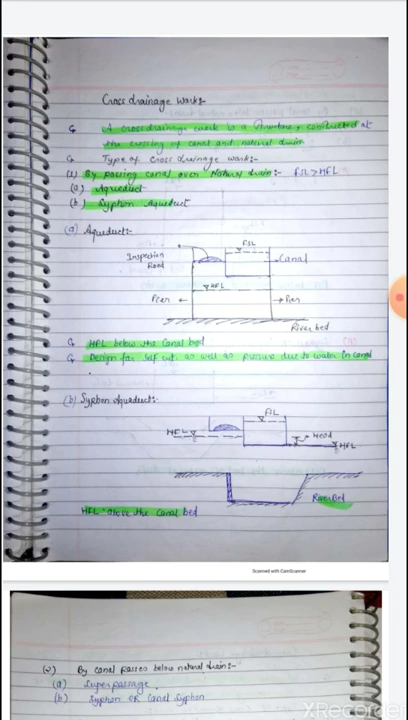 Cross drainage Works:-
↳ A cross drainage work is a structure, constructed at
the crossing of canal and natural drain
↳ Type of cross drainage work:-
(1) By passing canal over Natural drain:- FSL > HFL
(a) Aqueduct
(b) Syphon Aqueduct
(a) Aqueduct:-
FSL
Inspection
Road
Canal
HFL
Pier
Pier
River bed
↳ HFL below the Canal bed
↳ Design for self wt. as well as pressure due to water in canal
.
(b) Syphon Aqueduct:-
FSL
HFL
Head
HFL
River Bed
HFL above the Canal bed
Scanned with CamScanner
(2) By canal passes below natural drain:-
(a) Super passage.
(b) Syphon or Canal Syphon
XRecorder